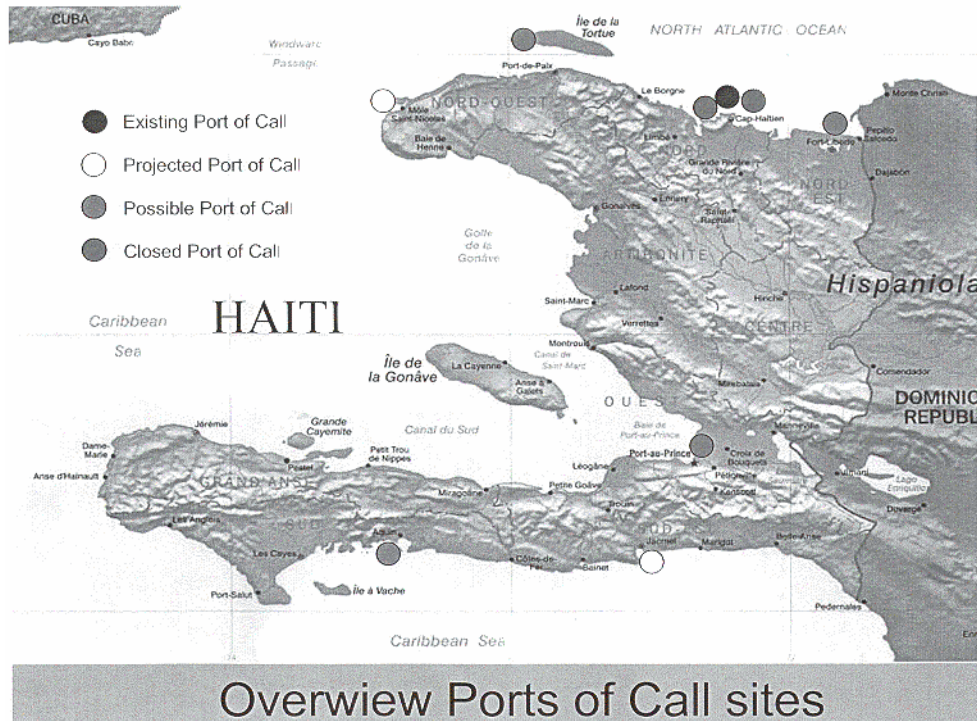 CUBA
Cayo Babo
Windward
Passage
Île de la
Tortue
NORTH ATLANTIC OCEAN
Port-de-Paix
Le Borgne
Monte Christi
NORD-OUEST
Môle
Saint-Nicolas
Cap-Haïtien
Existing Port of Call
Baie de
Henne
Limbé
NORD
Fort-Liberté
Pepillo
Salcedo
Projected Port of Call
Grande Rivière
du Nord
Dajabón
NORD
EST
Possible Port of Call
Gonaïves
Ennery
Saint-
Raphaël
Closed Port of Call
Golfe
de la
Gonâve
ARTIBONITE
Hispaniola
Lafond
Hinche
Saint-Marc
HAITI
Caribbean
Sea
Verrettes
CENTRE
Montrouis
Canal de
Saint-Marc
Île de
la Gonâve
La Cayenne
Anse à
Galets
Comendador
Mirebalais
DOMINIC
REPUBL
OUEST
Jérémie
Grande
Cayemite
Canal du Sud
Baie de
Port-au-Prince
Manneville
Dame-
Marie
Petit Trou
de Nippes
Port-au-Prince
Croix de
Bouquets
Pestel
Léogâne
Pétionville
Jimaní
Lago
Enriquillo
Anse d'Hainault
GRAND ANSE
Miragoâne
Petite Goâve
Kenscoff
Duvergé
Les Anglais
SUD
Aquin
SUD-EST
Jacmel
Marigot
Belle-Anse
Les Cayes
Côtes-de-
Fer
Bainet
Port-Salut
Île à Vache
Pedernales
Caribbean Sea
74
72
Overwiew Ports of Call sites